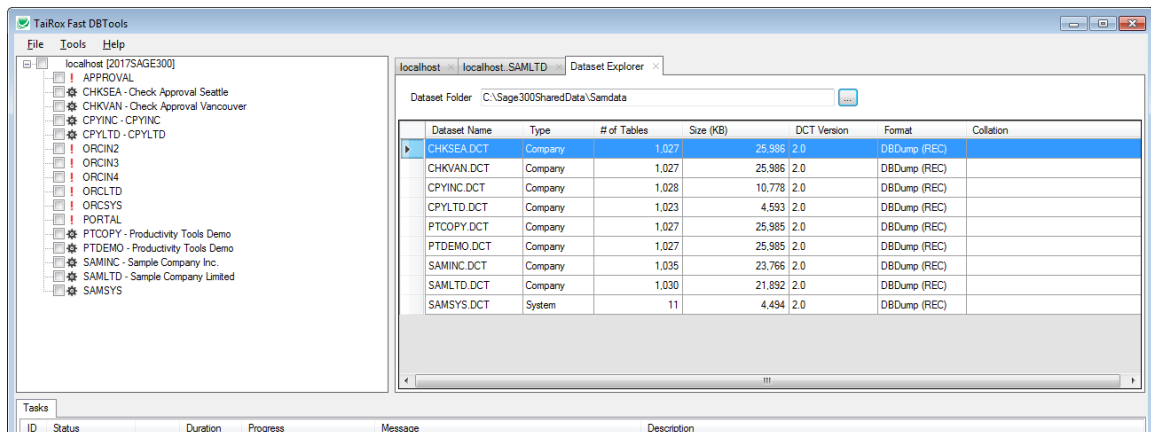 TaiRox Fast DBTools
File Tools Help
localhost [2017SAGE300]
APPROVAL
CHKSEA - Check Approval Seattle
CHKVAN - Check Approval Vancouver
CPYINC - CPYINC
CPYLTD - CPYLTD
ORCIN2
ORCIN3
ORCIN4
ORCLTD
ORCSYS
PORTAL
PTCOPY - Productivity Tools Demo
PTDEMO - Productivity Tools Demo
SAMINC - Sample Company Inc.
SAMLTD - Sample Company Limited
SAMSYS
localhost localhost..SAMLTD Dataset Explorer
Dataset Folder C:\Sage300SharedData\Samdata ...
Dataset Name Type # of Tables Size (KB) DCT Version Format Collation
CHKSEA.DCT Company 1,027 25,986 2.0 DBDump (REC)
CHKVAN.DCT Company 1,027 25,986 2.0 DBDump (REC)
CPYINC.DCT Company 1,028 10,778 2.0 DBDump (REC)
CPYLTD.DCT Company 1,023 4,593 2.0 DBDump (REC)
PTCOPY.DCT Company 1,027 25,985 2.0 DBDump (REC)
PTDEMO.DCT Company 1,027 25,985 2.0 DBDump (REC)
SAMINC.DCT Company 1,035 23,766 2.0 DBDump (REC)
SAMLTD.DCT Company 1,030 21,892 2.0 DBDump (REC)
SAMSYS.DCT System 11 4,494 2.0 DBDump (REC)
Tasks
ID Status Duration Progress Message Description